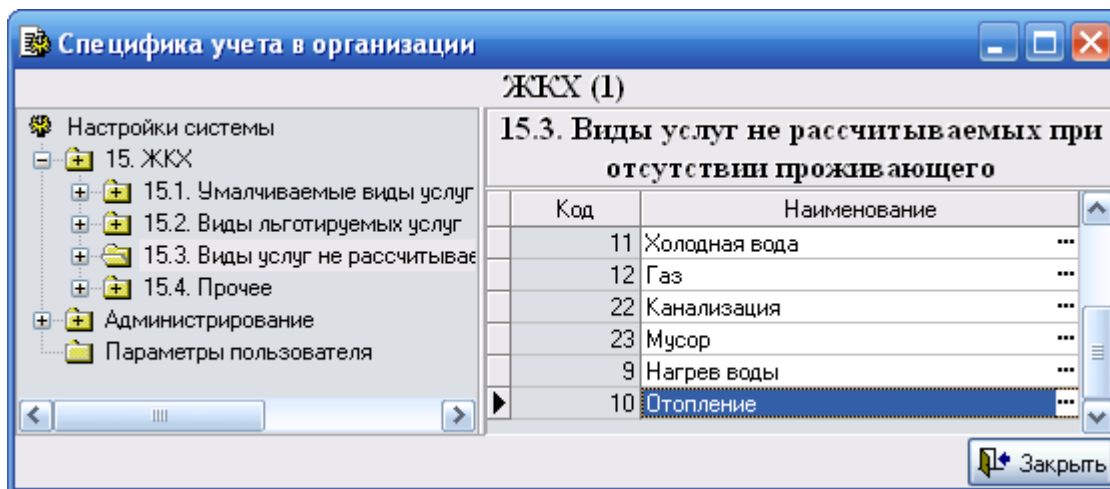 Специфика учета в организации
ЖКХ (1)
Настройки системы
15. ЖКХ
15.1. Умалчиваемые виды услуг
15.2. Виды льготируемых услуг
15.3. Виды услуг не рассчитывае
15.4. Прочее
Администрирование
Параметры пользователя
15.3. Виды услуг не рассчитываемых при
отсутствии проживающего
Код Наименование
11 Холодная вода ...
12 Газ ...
22 Канализация ...
23 Мусор ...
9 Нагрев воды ...
10 Отопление ...
Закрыть